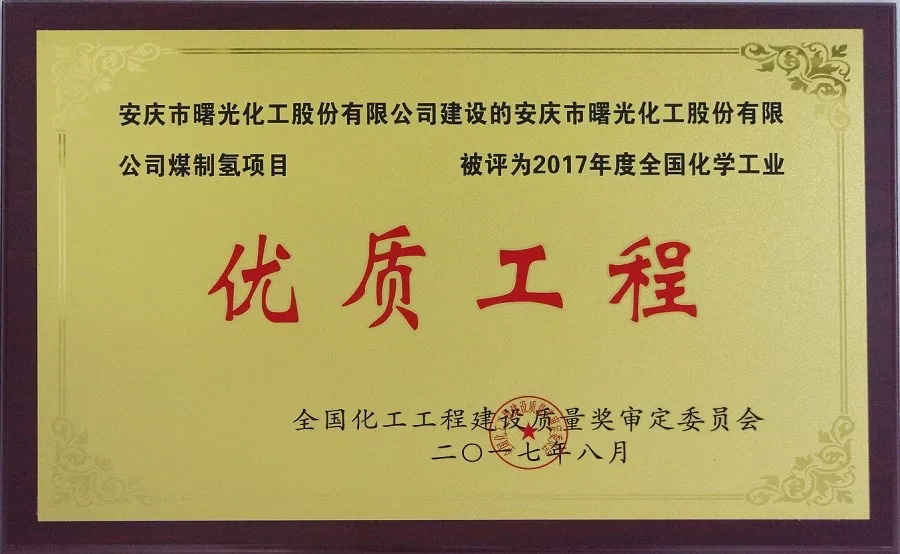 安庆市曙光化工股份有限公司建设的安庆市曙光化工股份有限
公司煤制氢项目 被评为2017年度全国化学工业
优质工程
全国化工工程建设质量奖审定委员会
二〇一七年八月